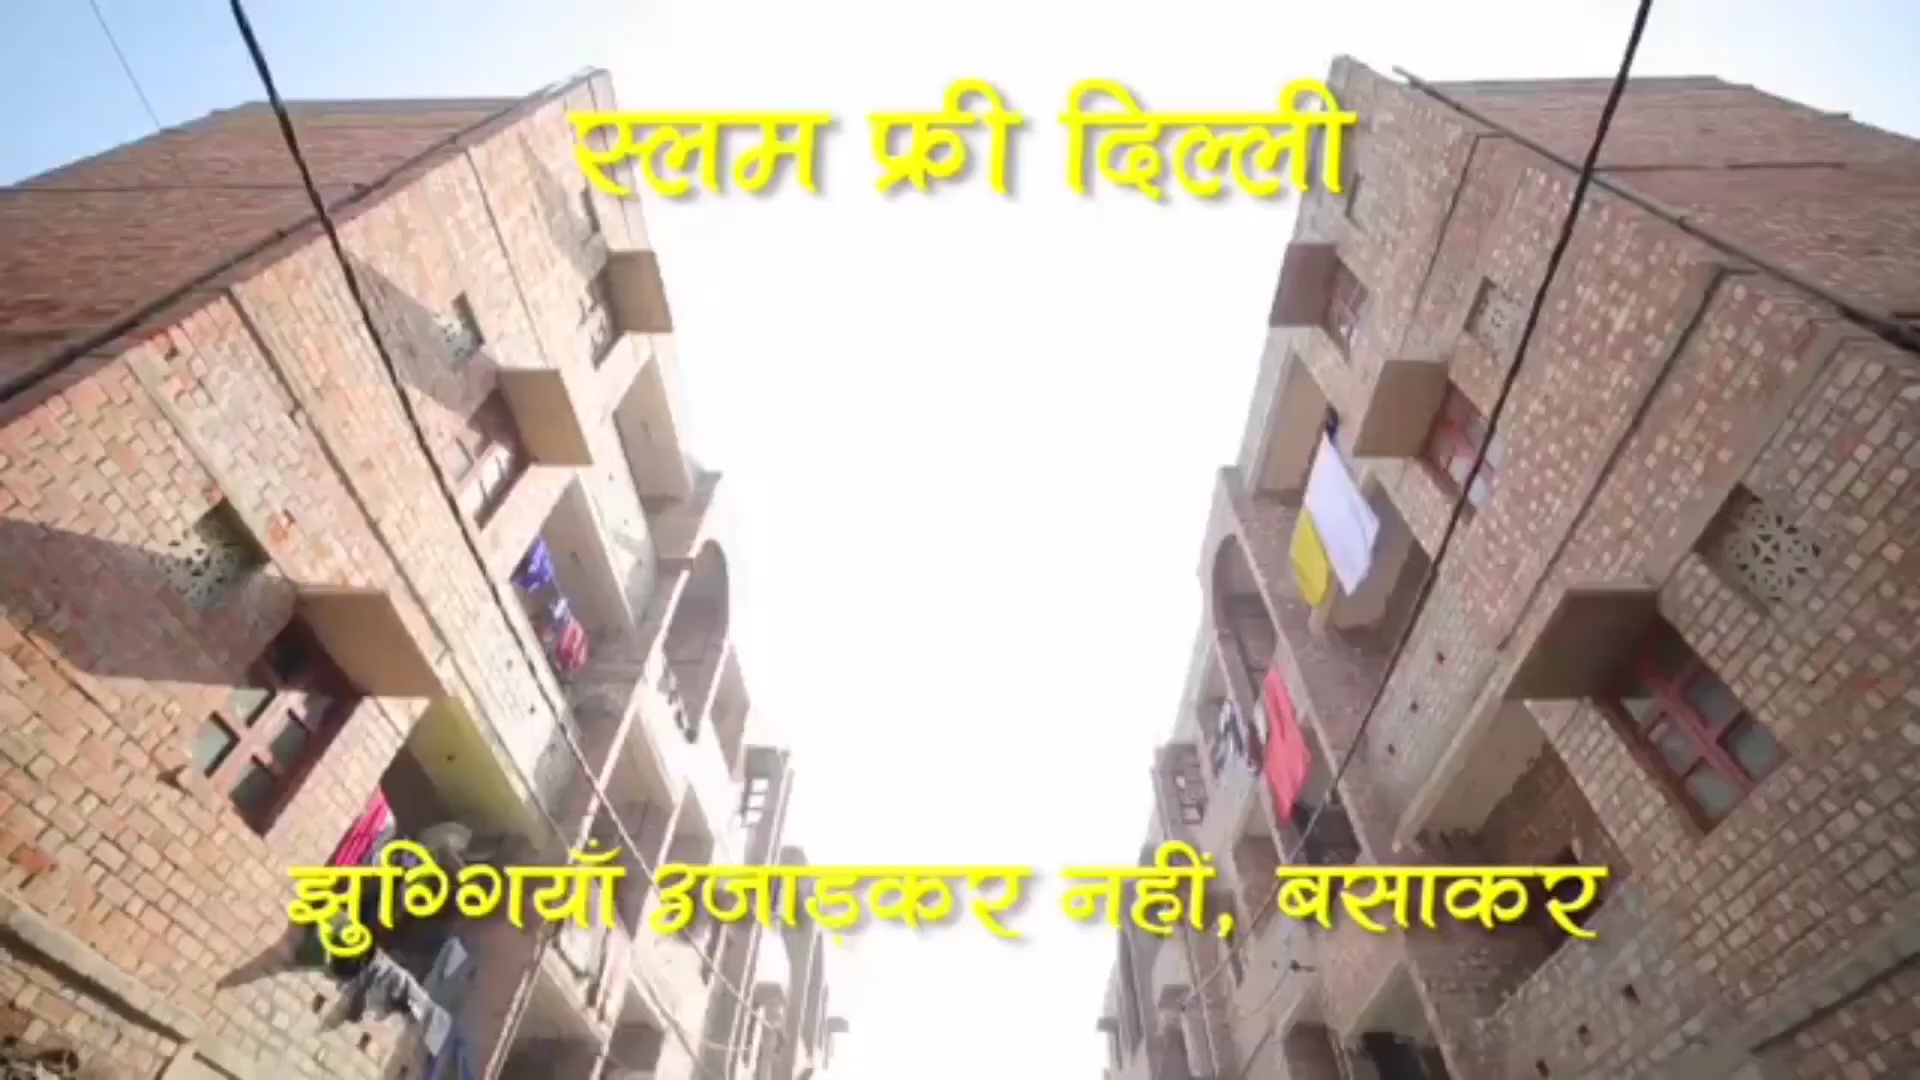 स्लम फ्री दिल्ली
झुग्गियाँ उजाड़कर नहीं, बसाकर